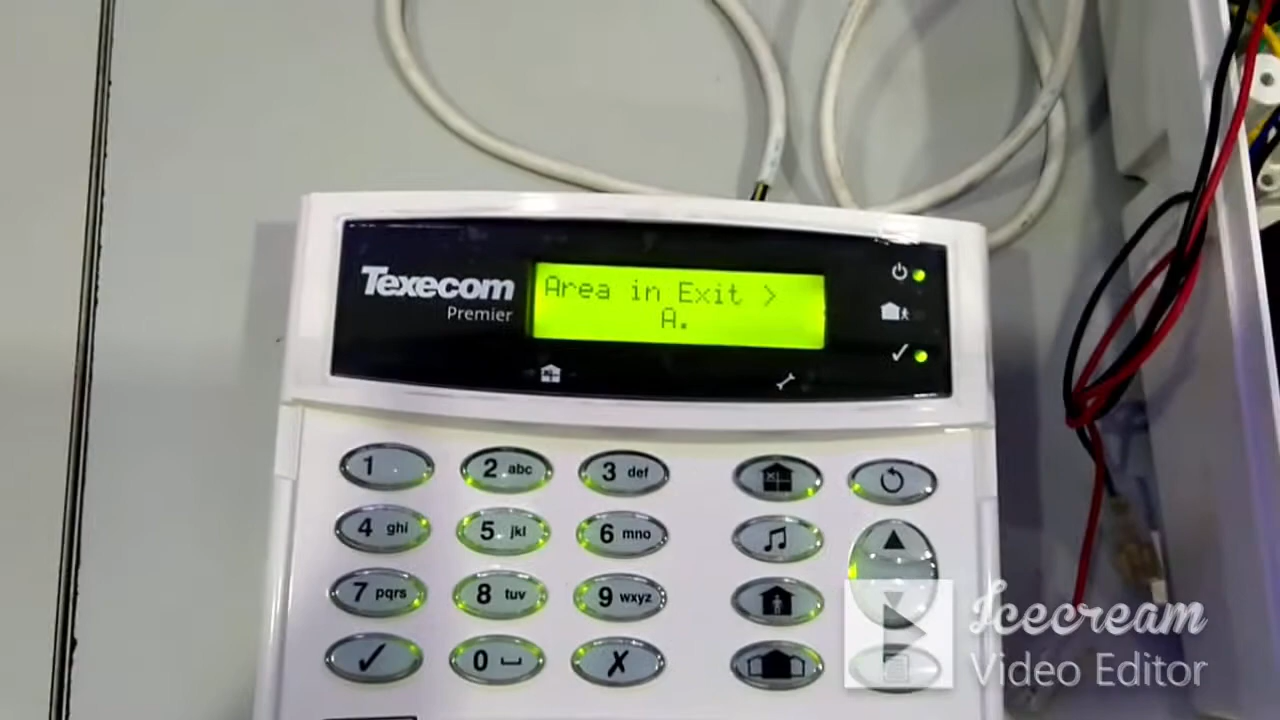 Texecom
Premier
Area in Exit >
A.
1
2 abc
3 def
4 ghi
5 jkl
6 mno
7 pqrs
8 tuv
9 wxyz
0
Icecream
Video Editor